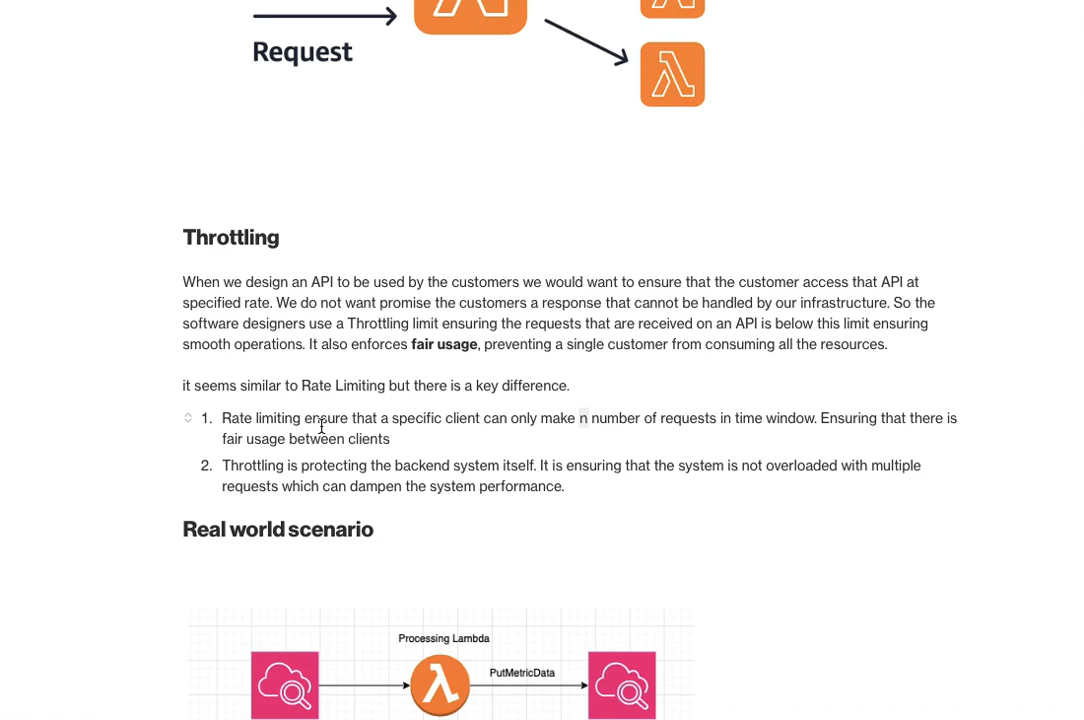 Request
Throttling
When we design an API to be used by the customers we would want to ensure that the customer access that API at
specified rate. We do not want promise the customers a response that cannot be handled by our infrastructure. So the
software designers use a Throttling limit ensuring the requests that are received on an API is below this limit ensuring
smooth operations. It also enforces fair usage, preventing a single customer from consuming all the resources.
it seems similar to Rate Limiting but there is a key difference.
1. Rate limiting ensure that a specific client can only make n number of requests in time window. Ensuring that there is
fair usage between clients
2. Throttling is protecting the backend system itself. It is ensuring that the system is not overloaded with multiple
requests which can dampen the system performance.
Real world scenario
Processing Lambda
PutMetricData